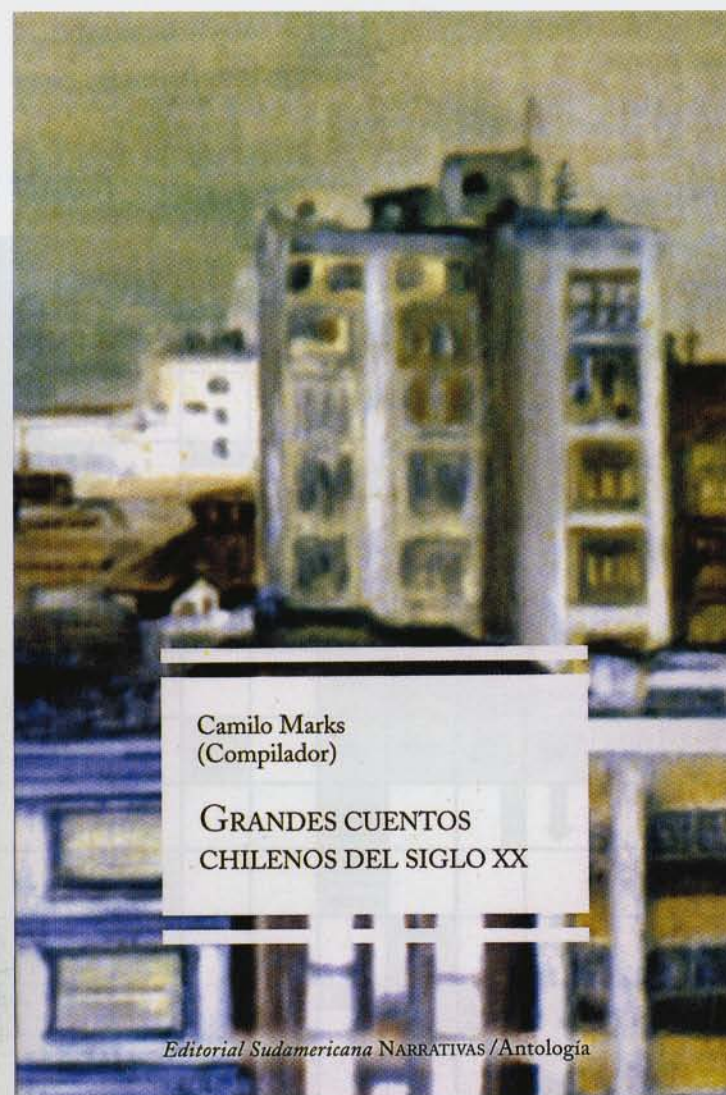 Camilo Marks
(Compilador)
GRANDES CUENTOS
CHILENOS DEL SIGLO XX
Editorial Sudamericana NARRATIVAS / Antología